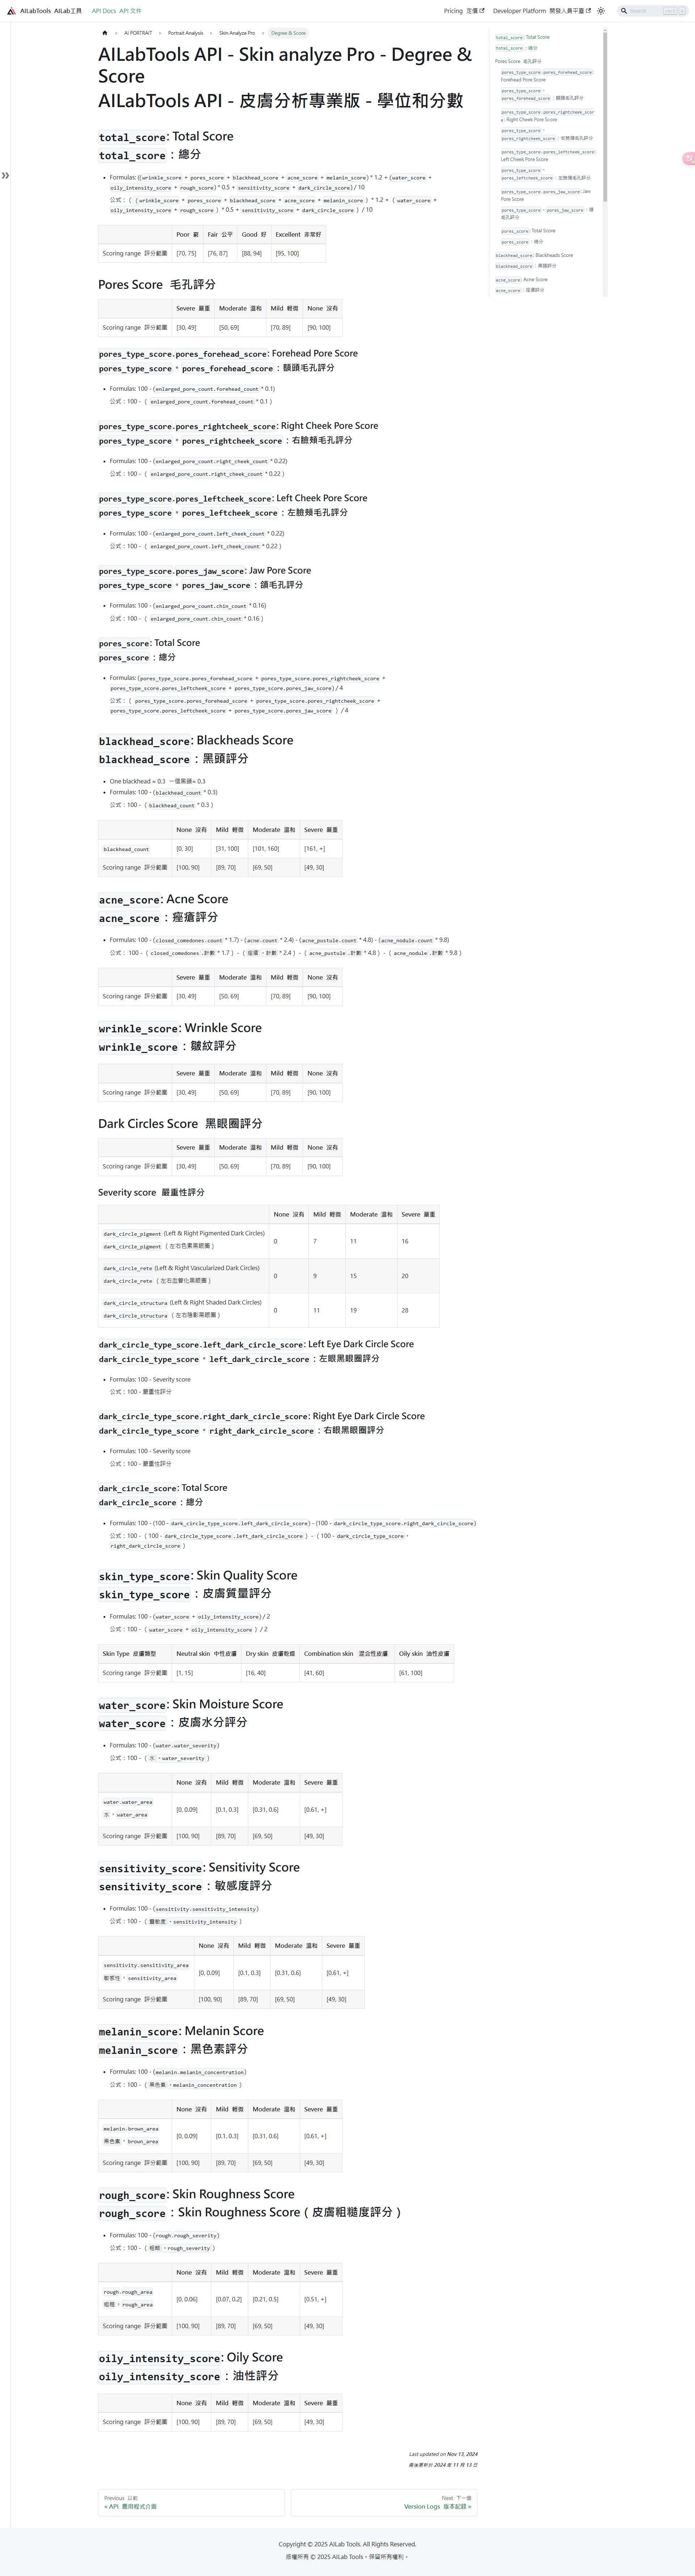 AILabTools AILab工具 API Docs API 文件 Pricing 定價 Developer Platform 開發人員平臺 Search ctrl K
AI PORTRAIT Portrait Analysis Skin Analyze Pro Degree & Score
AILabTools API - Skin analyze Pro - Degree &
Score
AILabTools API - 皮膚分析專業版 - 學位和分數
total_score: Total Score
total_score：總分
Formulas: ((wrinkle_score + pores_score + blackhead_score + acne_score + melanin_score) * 1.2 + (water_score +
oily_intensity_score + rough_score) * 0.5 + sensitivity_score + dark_circle_score) / 10
公式：（（wrinkle_score + pores_score + blackhead_score + acne_score + melanin_score ）* 1.2 +（ water_score +
oily_intensity_score + rough_score ）* 0.5 + sensitivity_score + dark_circle_score ）/ 10
Poor 窮 Fair 公平 Good 好 Excellent 非常好
Scoring range 評分範圍 [70, 75] [76, 87] [88, 94] [95, 100]
Pores Score 毛孔評分
Severe 嚴重 Moderate 溫和 Mild 輕微 None 沒有
Scoring range 評分範圍 [30, 49] [50, 69] [70, 89] [90, 100]
pores_type_score.pores_forehead_score: Forehead Pore Score
pores_type_score。pores_forehead_score：額頭毛孔評分
Formulas: 100 - (enlarged_pore_count.forehead_count * 0.1)
公式：100 -（ enlarged_pore_count.forehead_count * 0.1 ）
pores_type_score.pores_rightcheek_score: Right Cheek Pore Score
pores_type_score。pores_rightcheek_score：右臉頰毛孔評分
Formulas: 100 - (enlarged_pore_count.right_cheek_count * 0.22)
公式：100 -（ enlarged_pore_count.right_cheek_count * 0.22 ）
pores_type_score.pores_leftcheek_score: Left Cheek Pore Score
pores_type_score。pores_leftcheek_score：左臉頰毛孔評分
Formulas: 100 - (enlarged_pore_count.left_cheek_count * 0.22)
公式：100 -（ enlarged_pore_count.left_cheek_count * 0.22 ）
pores_type_score.pores_jaw_score: Jaw Pore Score
pores_type_score。pores_jaw_score：頜毛孔評分
Formulas: 100 - (enlarged_pore_count.chin_count * 0.16)
公式：100 -（ enlarged_pore_count.chin_count * 0.16 ）
pores_score: Total Score
pores_score：總分
Formulas: (pores_type_score.pores_forehead_score + pores_type_score.pores_rightcheek_score +
pores_type_score.pores_leftcheek_score + pores_type_score.pores_jaw_score) / 4
公式：（ pores_type_score.pores_forehead_score + pores_type_score.pores_rightcheek_score +
pores_type_score.pores_leftcheek_score + pores_type_score.pores_jaw_score ）/ 4
blackhead_score: Blackheads Score
blackhead_score：黑頭評分
One blackhead = 0.3 一個黑頭= 0.3
Formulas: 100 - (blackhead_count * 0.3)
公式：100 -（ blackhead_count * 0.3 ）
None 沒有 Mild 輕微 Moderate 溫和 Severe 嚴重
blackhead_count [0, 30] [31, 100] [101, 160] [161, +]
Scoring range 評分範圍 [100, 90] [89, 70] [69, 50] [49, 30]
acne_score: Acne Score
acne_score：痤瘡評分
Formulas: 100 - (closed_comedones.count * 1.7) - (acne.count * 2.4) - (acne_pustule.count * 4.8) - (acne_nodule.count * 9.8)
公式： 100 -（ closed_comedones .計數 * 1.7 ）-（ 痤瘡 。計數 * 2.4 ）-（ acne_pustule .計數 * 4.8 ）-（ acne_nodule .計數 * 9.8 ）
Severe 嚴重 Moderate 溫和 Mild 輕微 None 沒有
Scoring range 評分範圍 [30, 49] [50, 69] [70, 89] [90, 100]
wrinkle_score: Wrinkle Score
wrinkle_score：皺紋評分
Severe 嚴重 Moderate 溫和 Mild 輕微 None 沒有
Scoring range 評分範圍 [30, 49] [50, 69] [70, 89] [90, 100]
Dark Circles Score 黑眼圈評分
Severe 嚴重 Moderate 溫和 Mild 輕微 None 沒有
Scoring range 評分範圍 [30, 49] [50, 69] [70, 89] [90, 100]
Severity score 嚴重性評分
None 沒有 Mild 輕微 Moderate 溫和 Severe 嚴重
dark_circle_pigment (Left & Right Pigmented Dark Circles)
dark_circle_pigment （左右色素黑眼圈） 0 7 11 16
dark_circle_rete (Left & Right Vascularized Dark Circles)
dark_circle_rete （左右血管化黑眼圈） 0 9 15 20
dark_circle_structura (Left & Right Shaded Dark Circles)
dark_circle_structura （左右陰影黑眼圈） 0 11 19 28
dark_circle_type_score.left_dark_circle_score: Left Eye Dark Circle Score
dark_circle_type_score。left_dark_circle_score：左眼黑眼圈評分
Formulas: 100 - Severity score
公式：100 - 嚴重性評分
dark_circle_type_score.right_dark_circle_score: Right Eye Dark Circle Score
dark_circle_type_score。right_dark_circle_score：右眼黑眼圈評分
Formulas: 100 - Severity score
公式：100 - 嚴重性評分
dark_circle_score: Total Score
dark_circle_score：總分
Formulas: 100 - (100 - dark_circle_type_score.left_dark_circle_score) - (100 - dark_circle_type_score.right_dark_circle_score)
公式：100 -（ 100 - dark_circle_type_score.left_dark_circle_score ）-（ 100 - dark_circle_type_score。
right_dark_circle_score ）
skin_type_score: Skin Quality Score
skin_type_score：皮膚質量評分
Formulas: 100 - (water_score + oily_intensity_score) / 2
公式：100 -（ water_score + oily_intensity_score ）/ 2
Skin Type 皮膚類型 Neutral skin 中性皮膚 Dry skin 皮膚乾燥 Combination skin 混合性皮膚 Oily skin 油性皮膚
Scoring range 評分範圍 [1, 15] [16, 40] [41, 60] [61, 100]
water_score: Skin Moisture Score
water_score：皮膚水分評分
Formulas: 100 - (water.water_severity)
公式：100 -（ 水 。water_severity ）
None 沒有 Mild 輕微 Moderate 溫和 Severe 嚴重
water.water_area
水 。water_area [0, 0.09] [0.1, 0.3] [0.31, 0.6] [0.61, +]
Scoring range 評分範圍 [100, 90] [89, 70] [69, 50] [49, 30]
sensitivity_score: Sensitivity Score
sensitivity_score：敏感度評分
Formulas: 100 - (sensitivity.sensitivity_intensity)
公式：100 -（ 靈敏度 。sensitivity_intensity ）
None 沒有 Mild 輕微 Moderate 溫和 Severe 嚴重
sensitivity.sensitivity_area
敏感性 。sensitivity_area [0, 0.09] [0.1, 0.3] [0.31, 0.6] [0.61, +]
Scoring range 評分範圍 [100, 90] [89, 70] [69, 50] [49, 30]
melanin_score: Melanin Score
melanin_score：黑色素評分
Formulas: 100 - (melanin.melanin_concentration)
公式：100 -（ 黑色素 。melanin_concentration ）
None 沒有 Mild 輕微 Moderate 溫和 Severe 嚴重
melanin.brown_area
黑色素 。brown_area [0, 0.09] [0.1, 0.3] [0.31, 0.6] [0.61, +]
Scoring range 評分範圍 [100, 90] [89, 70] [69, 50] [49, 30]
rough_score: Skin Roughness Score
rough_score：Skin Roughness Score（皮膚粗糙度評分）
Formulas: 100 - (rough.rough_severity)
公式：100 -（ 粗糙 。rough_severity ）
None 沒有 Mild 輕微 Moderate 溫和 Severe 嚴重
rough.rough_area
粗糙 。rough_area [0, 0.06] [0.07, 0.2] [0.21, 0.5] [0.51, +]
Scoring range 評分範圍 [100, 90] [89, 70] [69, 50] [49, 30]
oily_intensity_score: Oily Score
oily_intensity_score：油性評分
None 沒有 Mild 輕微 Moderate 溫和 Severe 嚴重
Scoring range 評分範圍 [100, 90] [89, 70] [69, 50] [49, 30]
Last updated on Nov 13, 2024
最後更新於 2024 年 11 月 13 日
Previous 以前
« API 應用程式介面
Next 下一個
Version Logs 版本記錄 »
total_score: Total Score
total_score：總分
Pores Score 毛孔評分
pores_type_score.pores_forehead_score:
Forehead Pore Score
pores_type_score。
pores_forehead_score：額頭毛孔評分
pores_type_score.pores_rightcheek_scor
e: Right Cheek Pore Score
pores_type_score。
pores_rightcheek_score：右臉頰毛孔評分
pores_type_score.pores_leftcheek_score:
Left Cheek Pore Score
pores_type_score。
pores_leftcheek_score：左臉頰毛孔評分
pores_type_score.pores_jaw_score: Jaw
Pore Score
pores_type_score。pores_jaw_score：頜
毛孔評分
pores_score: Total Score
pores_score：總分
blackhead_score: Blackheads Score
blackhead_score：黑頭評分
acne_score: Acne Score
acne_score：痤瘡評分
Copyright © 2025 AILab Tools. All Rights Reserved.
版權所有 © 2025 AILab Tools。保留所有權利。